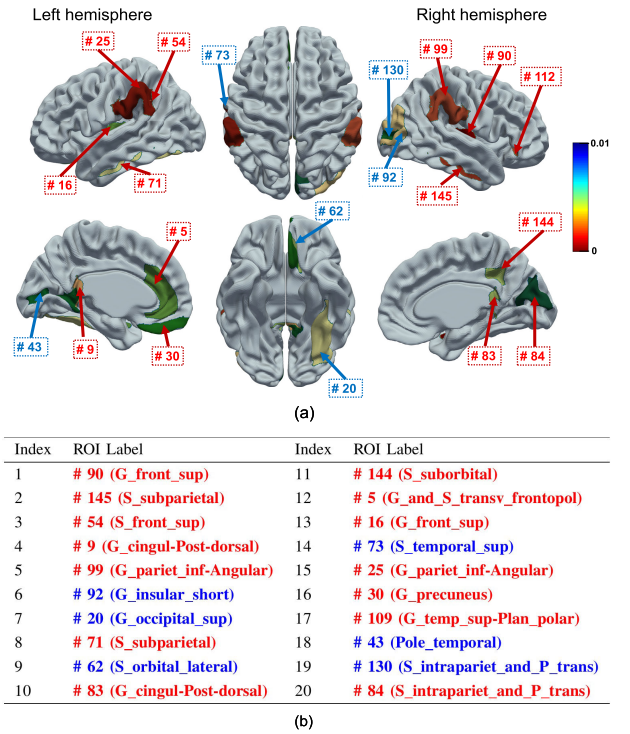 Left hemisphere
Right hemisphere
# 25
# 54
# 73
# 99
# 90
# 130
# 112
# 16
# 71
# 92
# 145
0.01
0
# 62
# 5
# 144
# 43
# 9
# 30
# 20
# 83
# 84
(a)
Index ROI Label Index ROI Label
1 # 90 (G_front_sup) 11 # 144 (S_suborbital)
2 # 145 (S_subparietal) 12 # 5 (G_and_S_transv_frontopol)
3 # 54 (S_front_sup) 13 # 16 (G_front_sup)
4 # 9 (G_cingul-Post-dorsal) 14 # 73 (S_temporal_sup)
5 # 99 (G_pariet_inf-Angular) 15 # 25 (G_pariet_inf-Angular)
6 # 92 (G_insular_short) 16 # 30 (G_precuneus)
7 # 20 (G_occipital_sup) 17 # 109 (G_temp_sup-Plan_polar)
8 # 71 (S_subparietal) 18 # 43 (Pole_temporal)
9 # 62 (S_orbital_lateral) 19 # 130 (S_intrapariet_and_P_trans)
10 # 83 (G_cingul-Post-dorsal) 20 # 84 (S_intrapariet_and_P_trans)
(b)